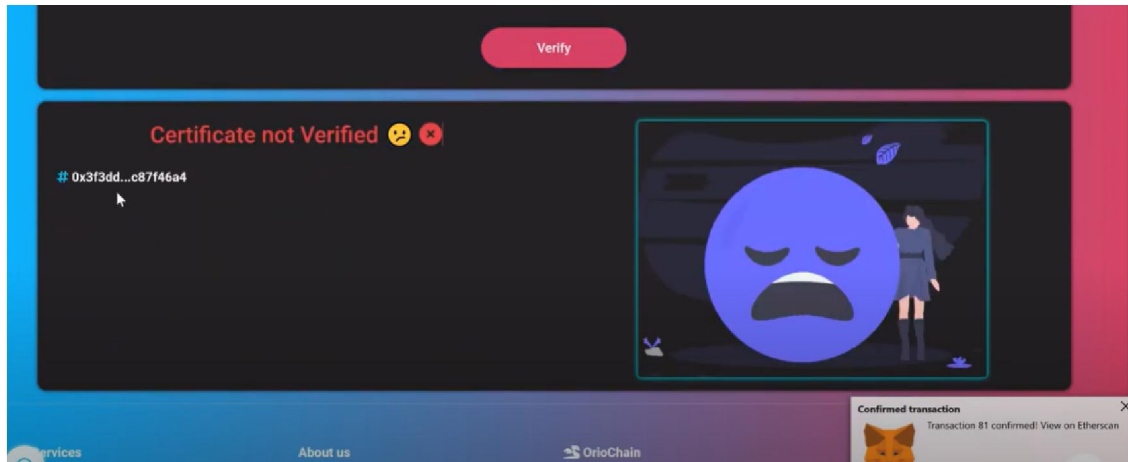 Verify
Certificate not Verified 😕 ❌
# 0x3f3dd...c87f46a4
Confirmed transaction
Transaction 81 confirmed! View on Etherscan
ervices
About us
OrioChain